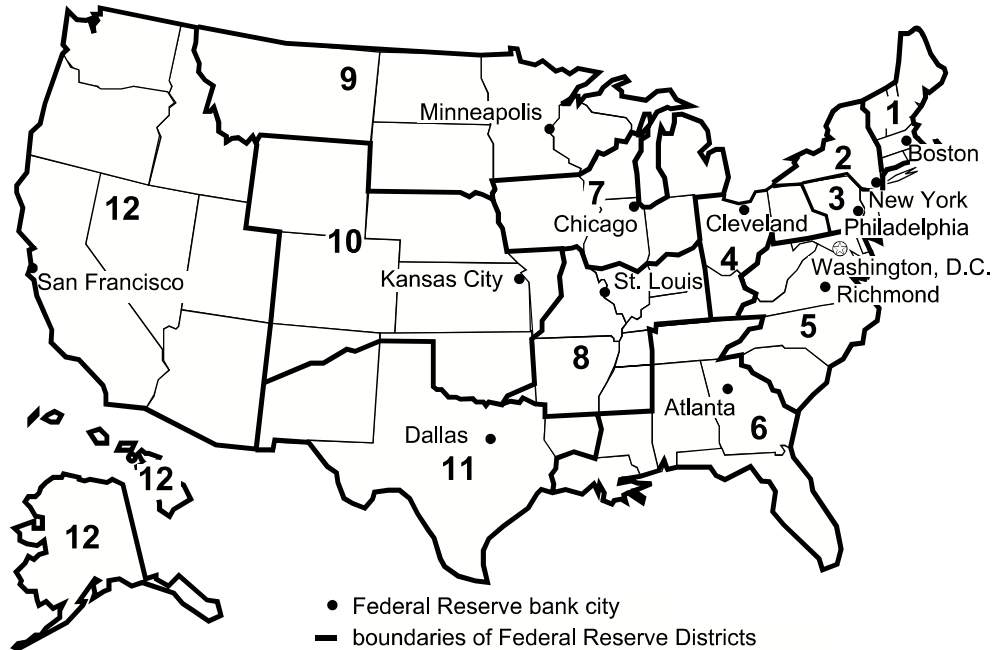 9
Minneapolis
1
Boston
2
7
12
3
New York
Chicago
Cleveland
Philadelphia
10
4
Washington, D.C.
San Francisco
Kansas City
St. Louis
Richmond
5
8
Atlanta
6
Dallas
11
12
12
Federal Reserve bank city
boundaries of Federal Reserve Districts